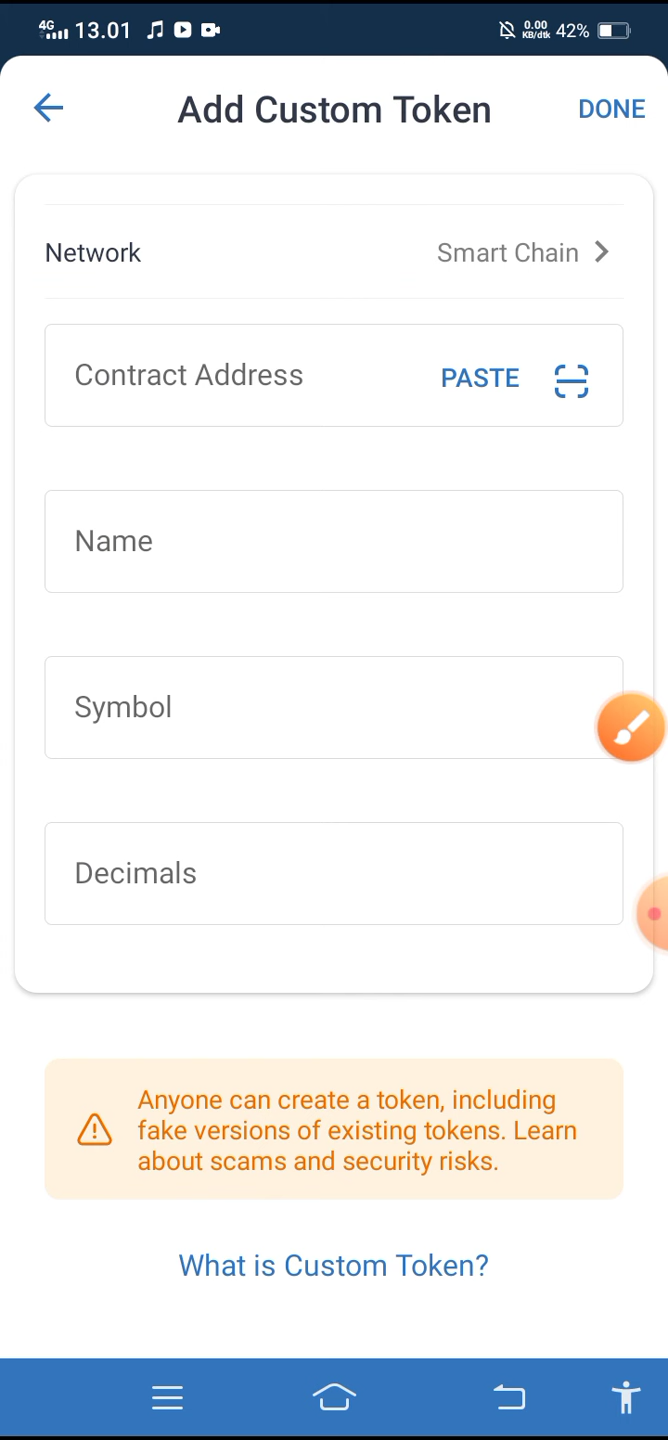 4G 13.01 0.00 KB/dtk 42%
Add Custom Token DONE
Network Smart Chain
Contract Address PASTE
Name
Symbol
Decimals
Anyone can create a token, including
fake versions of existing tokens. Learn
about scams and security risks.
What is Custom Token?